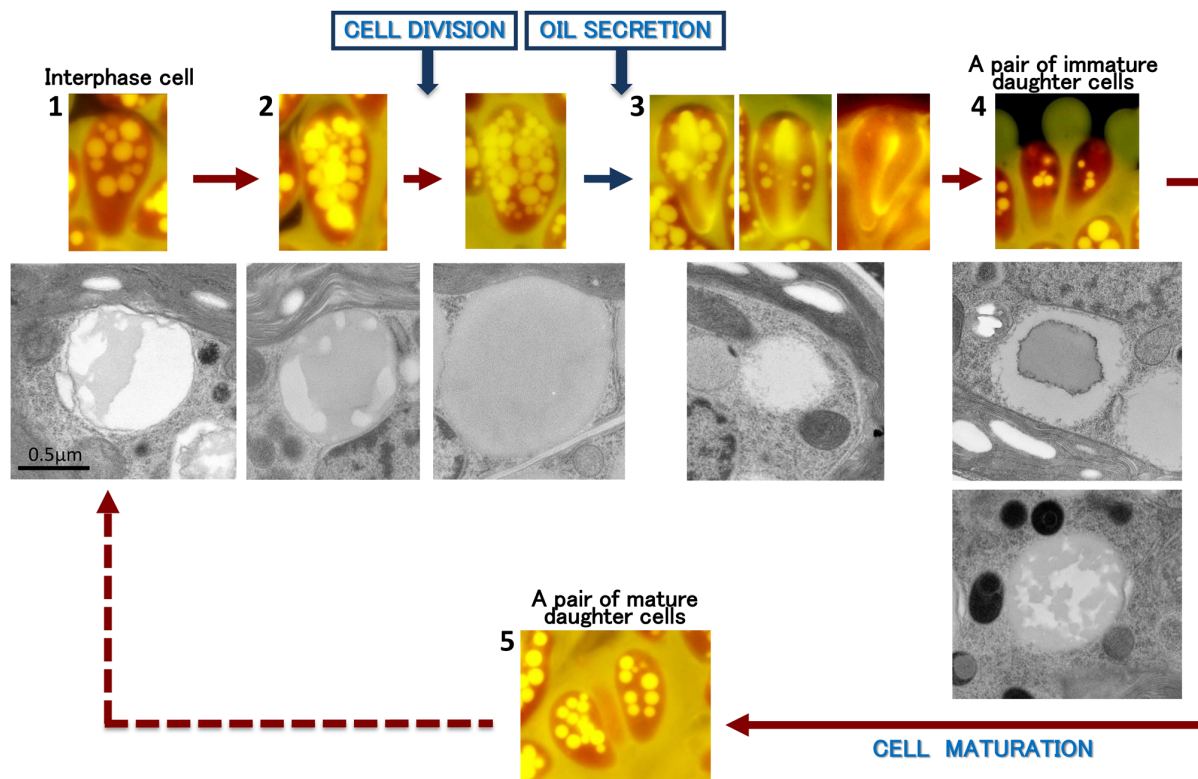 CELL DIVISION
OIL SECRETION
Interphase cell
A pair of immature
daughter cells
1
2
3
4
0.5µm
A pair of mature
daughter cells
5
CELL MATURATION